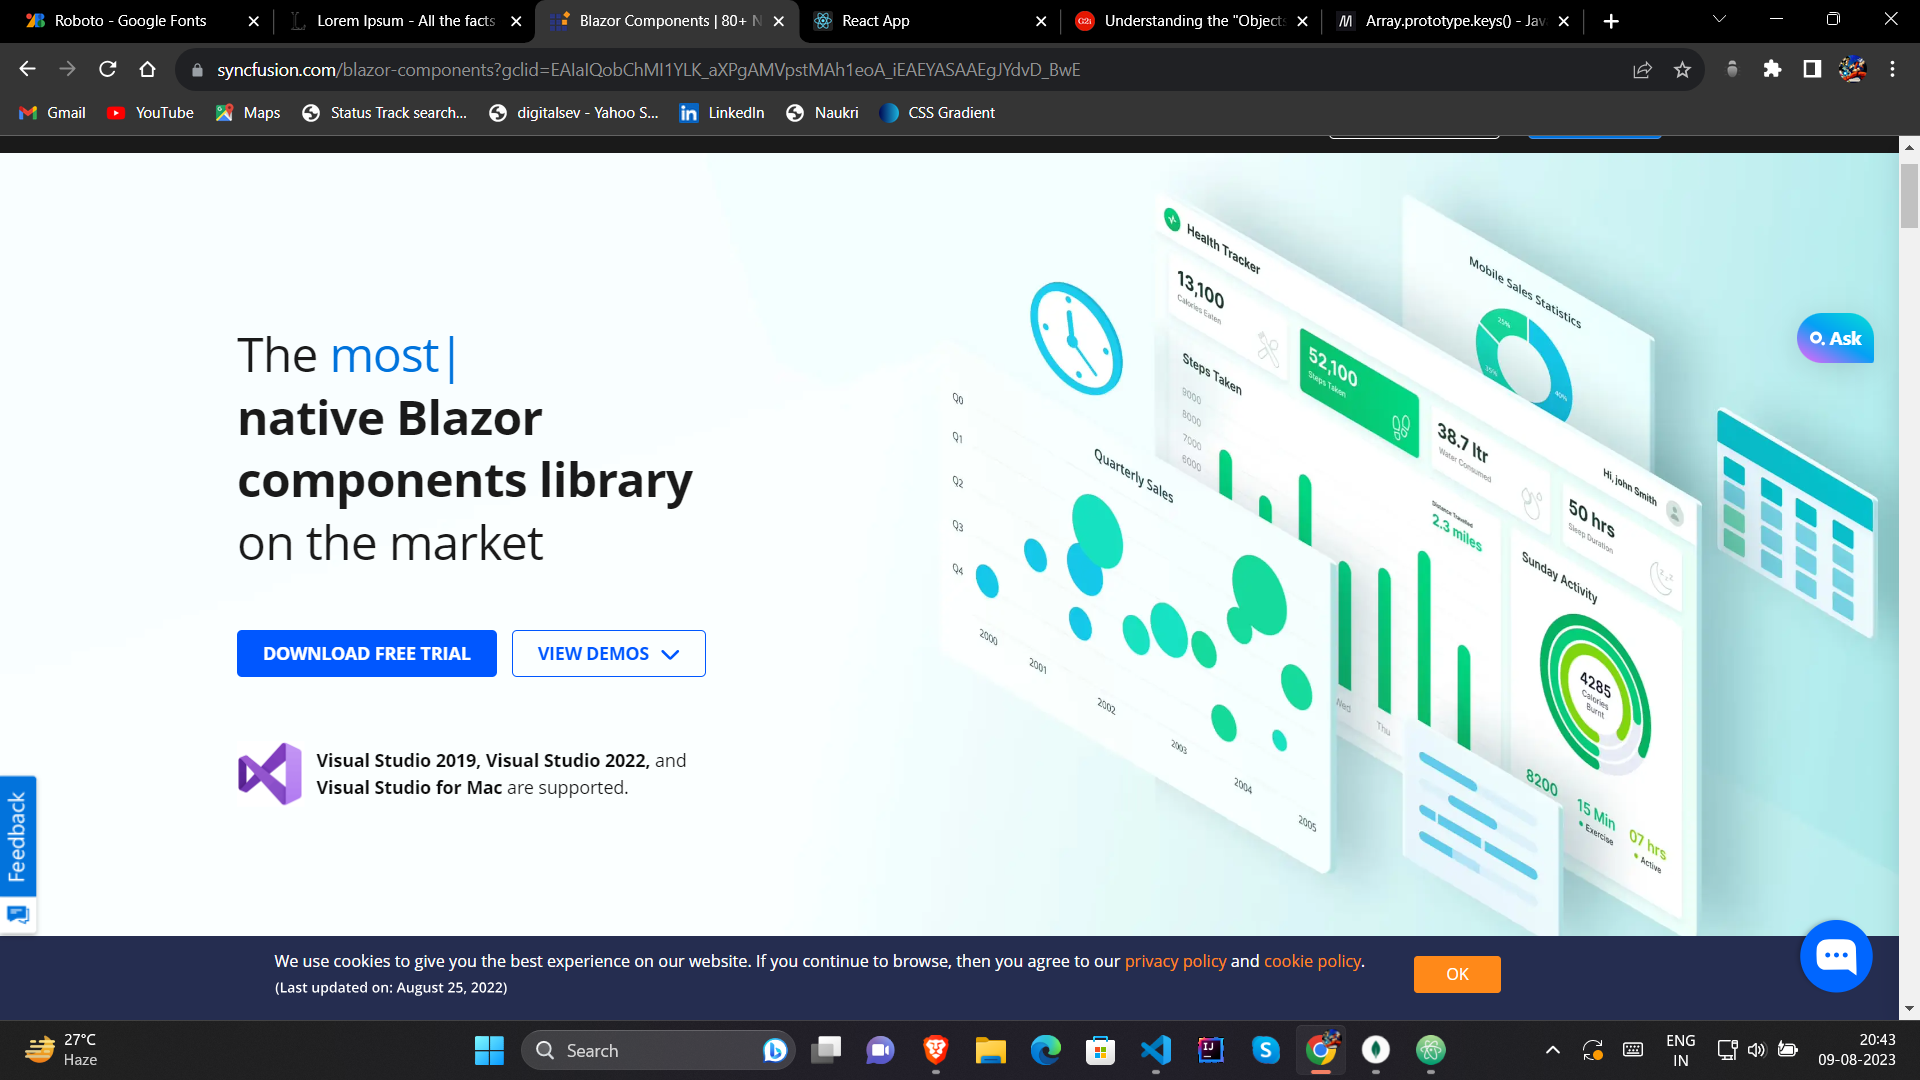 Roboto - Google Fonts
Lorem Ipsum - All the facts
Blazor Components | 80+ N
React App
Understanding the "Objects
Array.prototype.keys() - Jav
syncfusion.com/blazor-components?gclid=EAIaIQobChMI1YLK_aXPgAMVpstMAh1eoA_iEAEYASAAEgJYdvD_BwE
Gmail
YouTube
Maps
Status Track search...
digitalsev - Yahoo S...
LinkedIn
Naukri
CSS Gradient
The most|
native Blazor
components library
on the market
DOWNLOAD FREE TRIAL
VIEW DEMOS
Visual Studio 2019, Visual Studio 2022, and
Visual Studio for Mac are supported.
Health Tracker
13,100
Calories Eaten
52,100
Steps Taken
38.7 ltr
Water Consumed
Hi, john Smith
50 hrs
Sleep Duration
Steps Taken
9000
8000
7000
6000
Distance Travelled
2.3 miles
Wed
Thu
Sunday Activity
4285
Calories
Burnt
8200
15 Min
Exercise
07 hrs
Active
Mobile Sales Statistics
25%
40%
Quarterly Sales
Q0
Q1
Q2
Q3
Q4
2000
2001
2002
2003
2004
2005
Ask
Feedback
We use cookies to give you the best experience on our website. If you continue to browse, then you agree to our privacy policy and cookie policy.
(Last updated on: August 25, 2022)
OK
27°C
Haze
Search
ENG
IN
20:43
09-08-2023